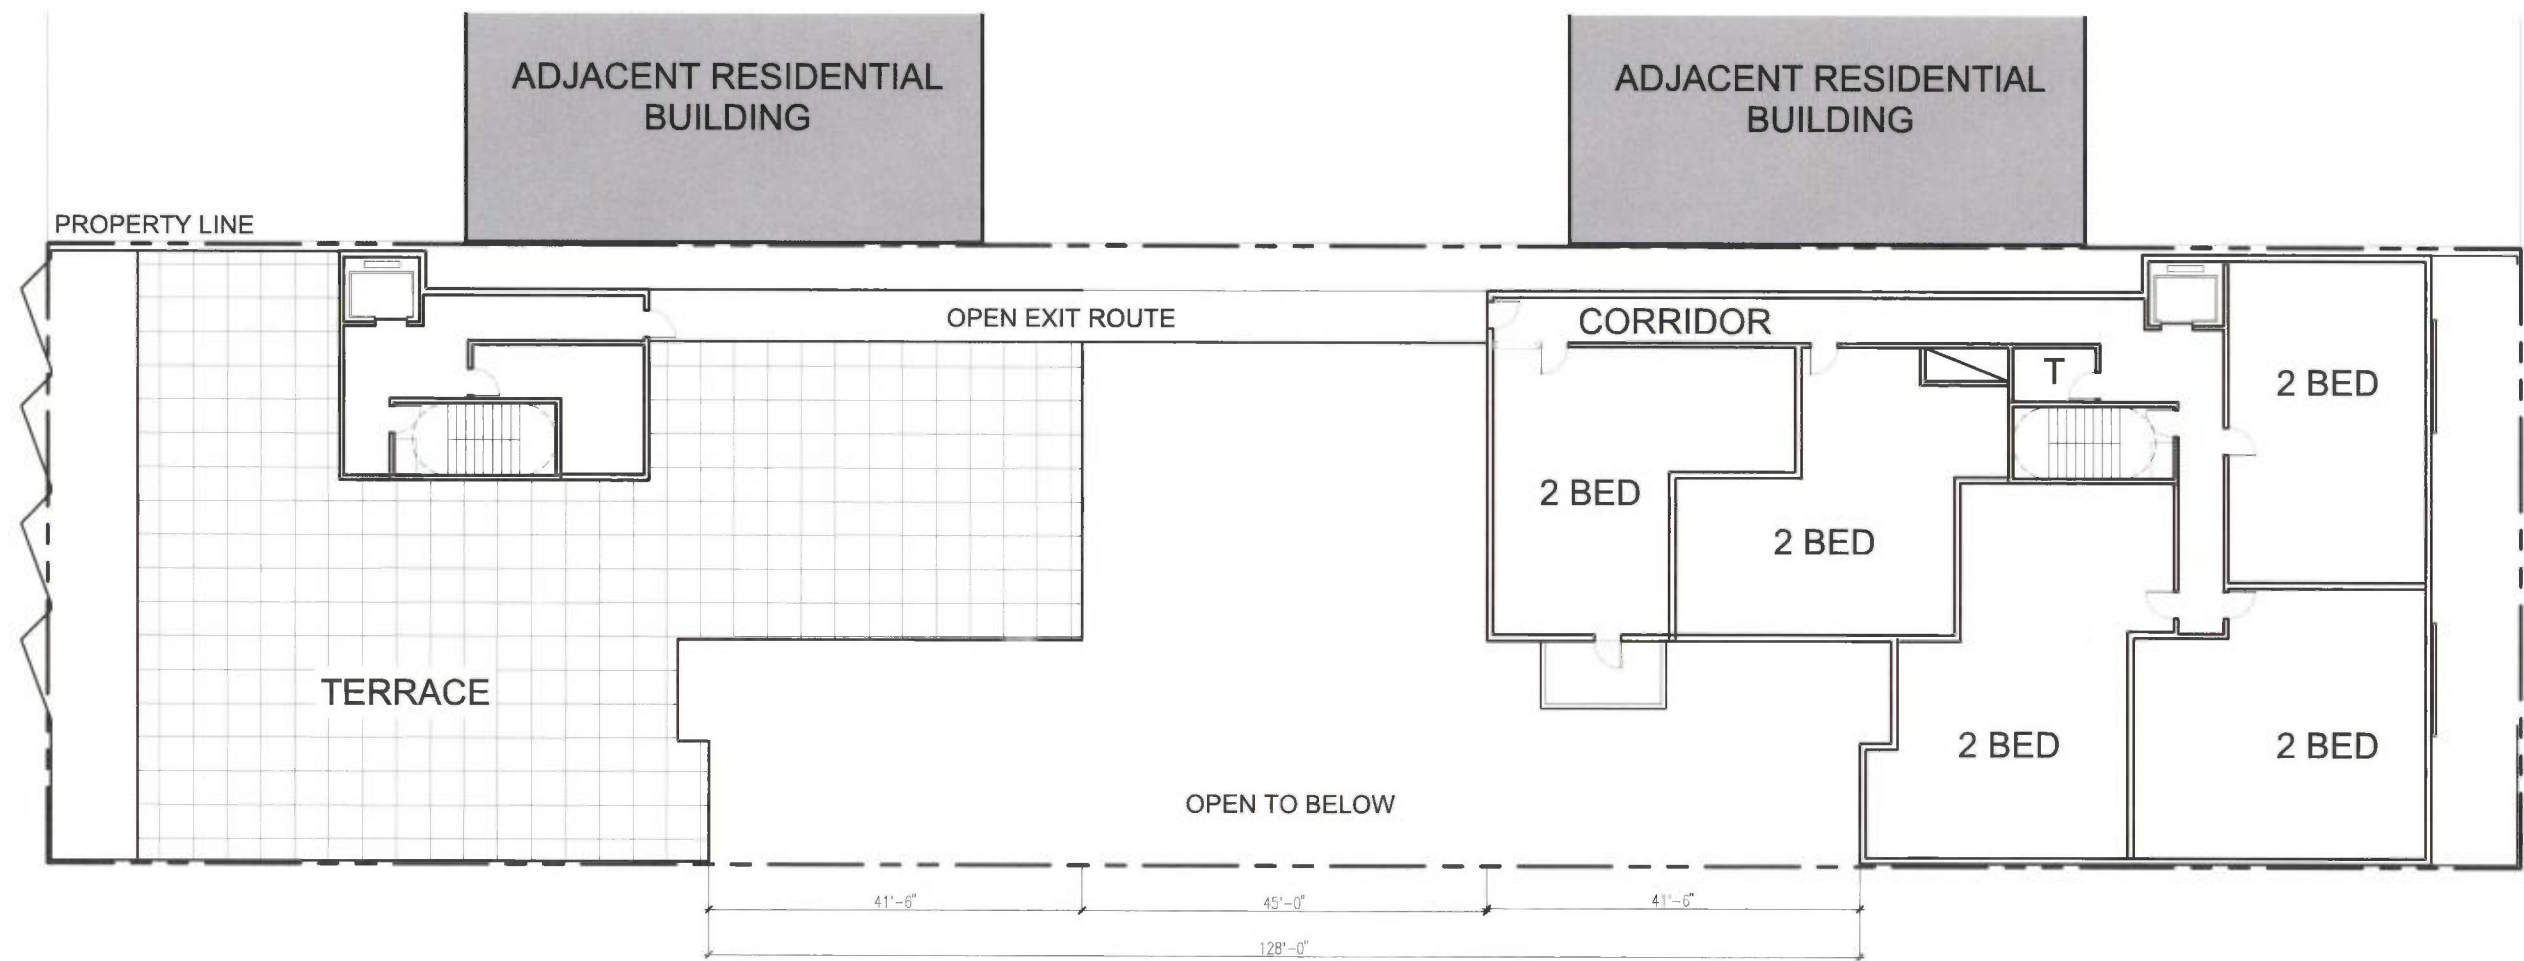 ADJACENT RESIDENTIAL
BUILDING
ADJACENT RESIDENTIAL
BUILDING
PROPERTY LINE
OPEN EXIT ROUTE
CORRIDOR
T
2 BED
2 BED
2 BED
TERRACE
2 BED
2 BED
OPEN TO BELOW
41'-6"
45'-0"
41'-6"
128'-0"